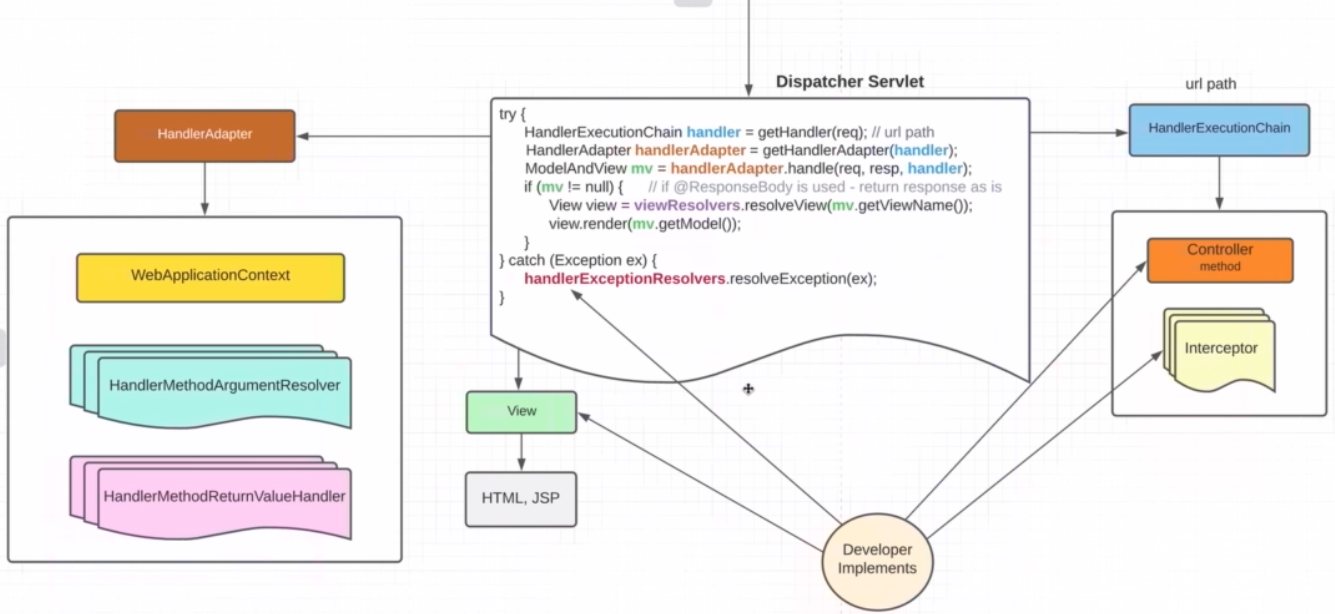 Dispatcher Servlet
url path
HandlerAdapter
try {
HandlerExecutionChain handler = getHandler(req); // url path
HandlerAdapter handlerAdapter = getHandlerAdapter(handler);
ModelAndView mv = handlerAdapter.handle(req, resp, handler);
if (mv != null) { // if @ResponseBody is used - return response as is
View view = viewResolvers.resolveView(mv.getViewName());
view.render(mv.getModel());
}
} catch (Exception ex) {
handlerExceptionResolvers.resolveException(ex);
}
HandlerExecutionChain
WebApplicationContext
HandlerMethodArgumentResolver
HandlerMethodReturnValueHandler
View
HTML, JSP
Controller
method
Interceptor
Developer
Implements